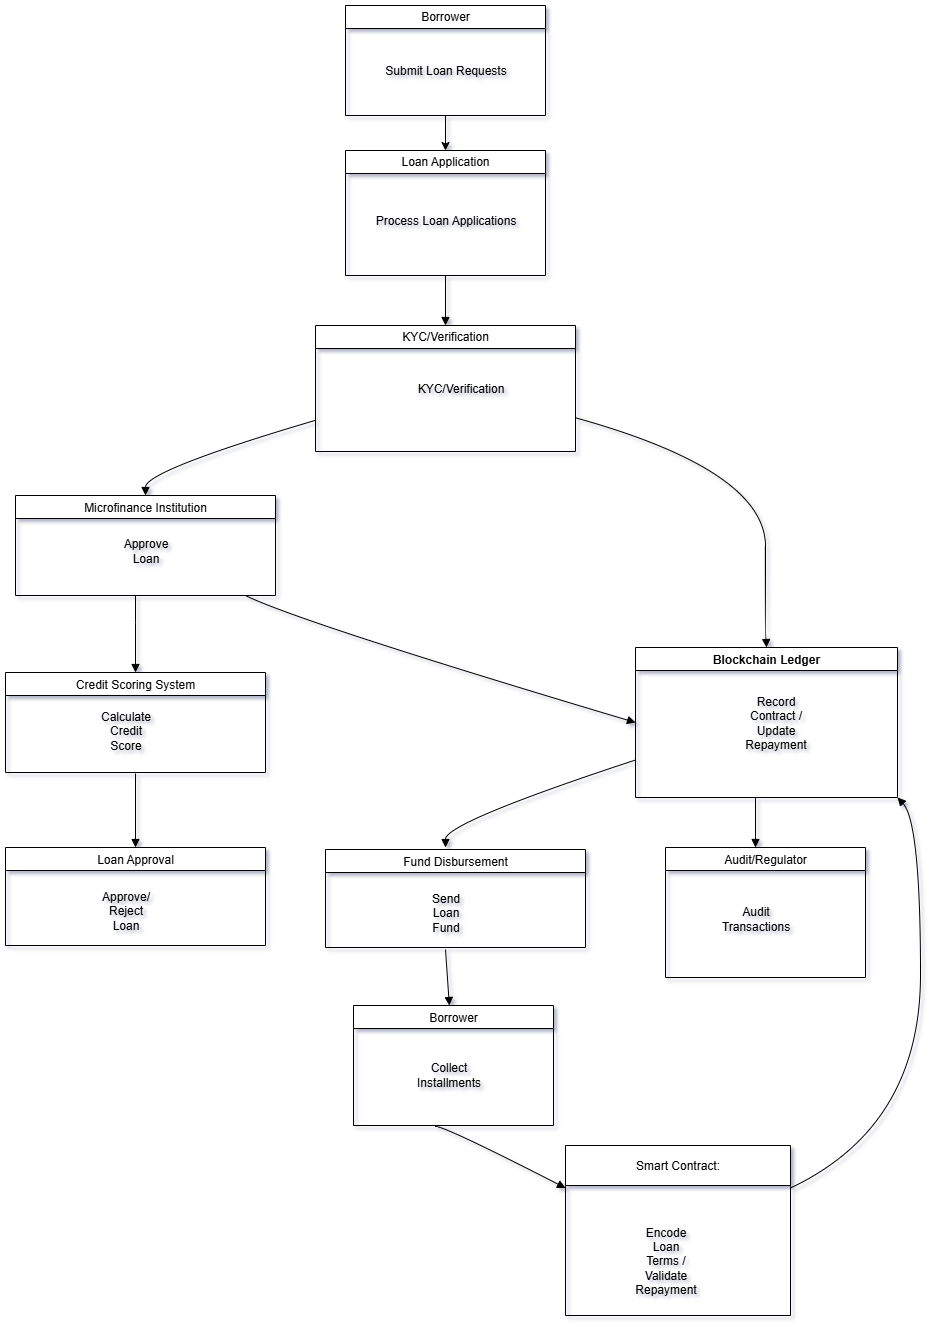 Borrower
Submit Loan Requests
Loan Application
Process Loan Applications
KYC/Verification
KYC/Verification
Microfinance Institution
Approve
Loan
Blockchain Ledger
Record
Contract /
Update
Repayment
Credit Scoring System
Calculate
Credit
Score
Loan Approval
Approve/
Reject
Loan
Fund Disbursement
Send
Loan
Fund
Audit/Regulator
Audit
Transactions
Borrower
Collect
Installments
Smart Contract:
Encode
Loan
Terms /
Validate
Repayment